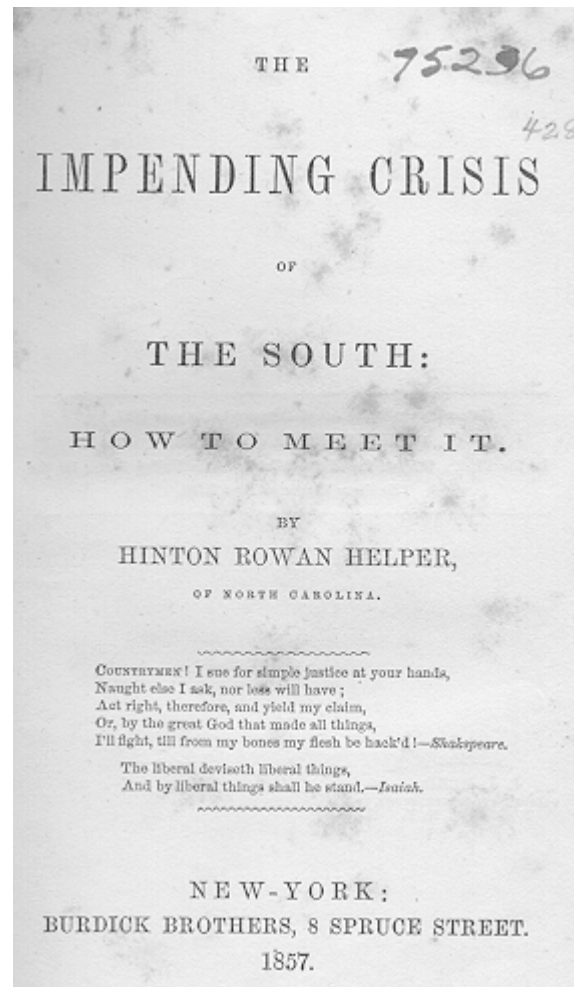 THE
75236
428
IMPENDING CRISIS
OF
THE SOUTH:
HOW TO MEET IT.
BY
HINTON ROWAN HELPER,
OF NORTH CAROLINA.
COUNTRYMEN! I sue for simple justice at your hands,
Naught else I ask, nor less will have;
Act right, therefore, and yield my claim,
Or, by the great God that made all things,
I'll fight, till from my bones my flesh be hack'd!—Shakspeare.
The liberal deviseth liberal things,
And by liberal things shall he stand.—Isaiah.
NEW-YORK:
BURDICK BROTHERS, 8 SPRUCE STREET.
1857.